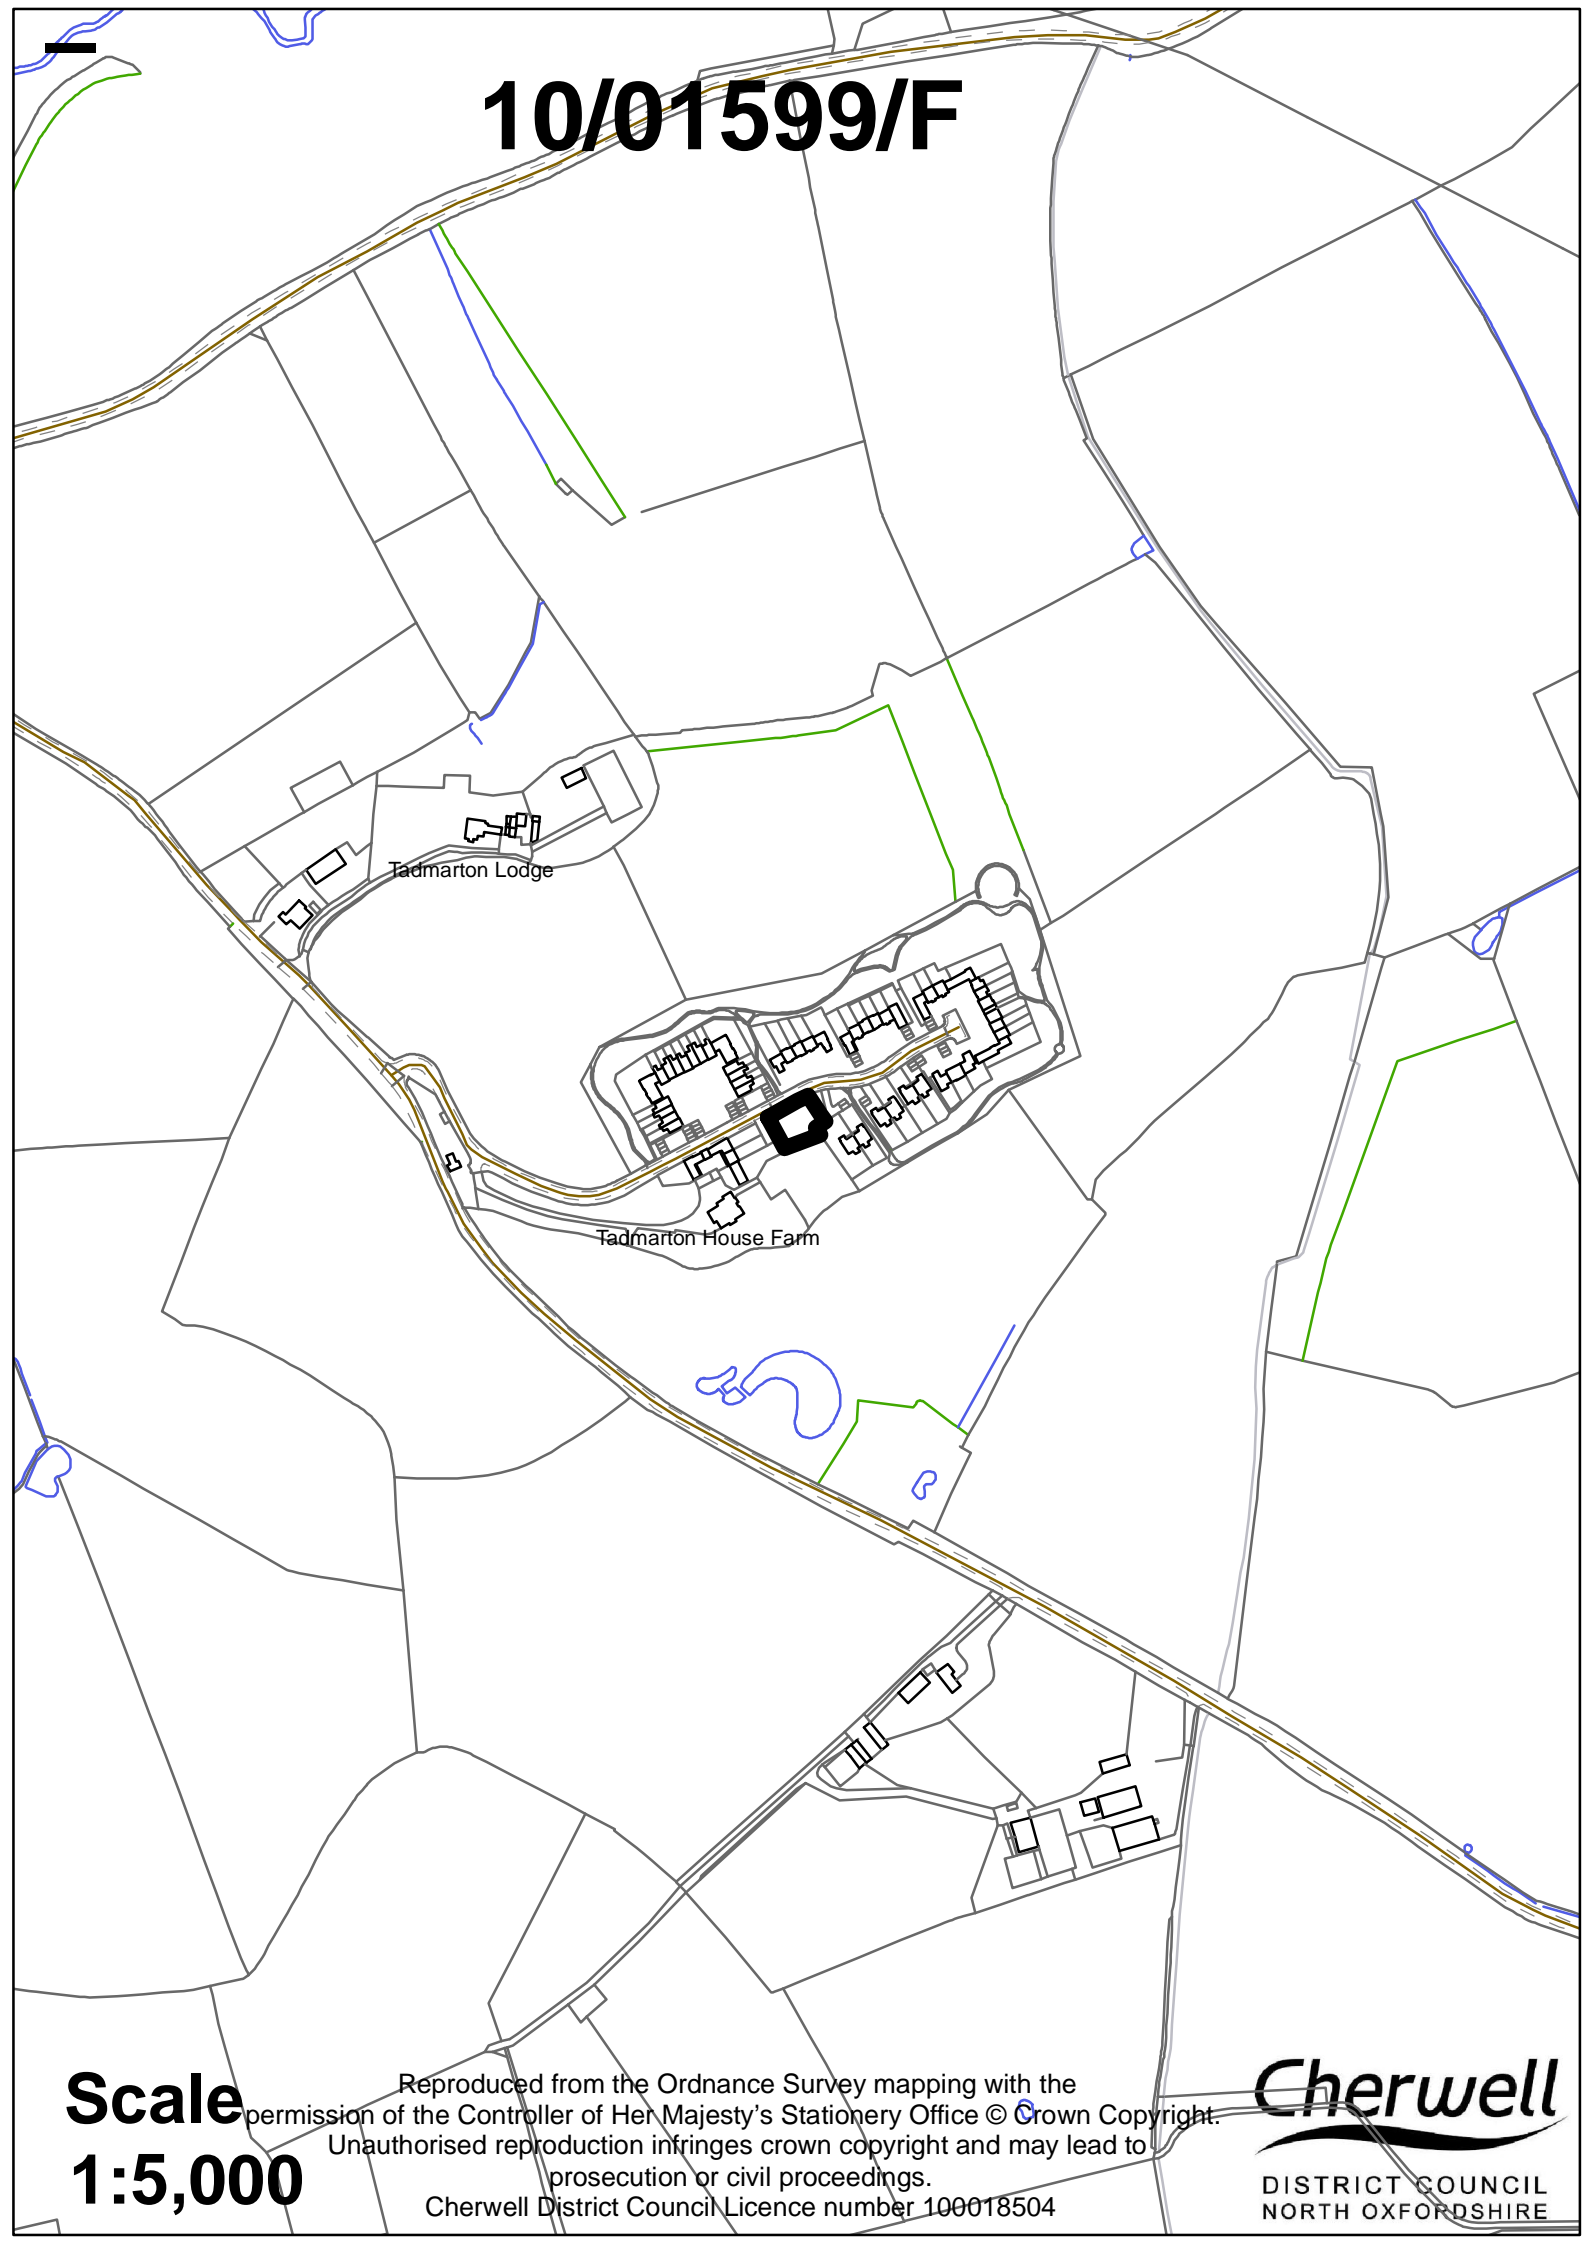 10/01599/F
Tadmarton Lodge
Tadmarton House Farm
Scale
1:5,000
Reproduced from the Ordnance Survey mapping with the
permission of the Controller of Her Majesty's Stationery Office © Crown Copyright.
Unauthorised reproduction infringes crown copyright and may lead to
prosecution or civil proceedings.
Cherwell District Council Licence number 100018504
Cherwell
DISTRICT COUNCIL
NORTH OXFORDSHIRE